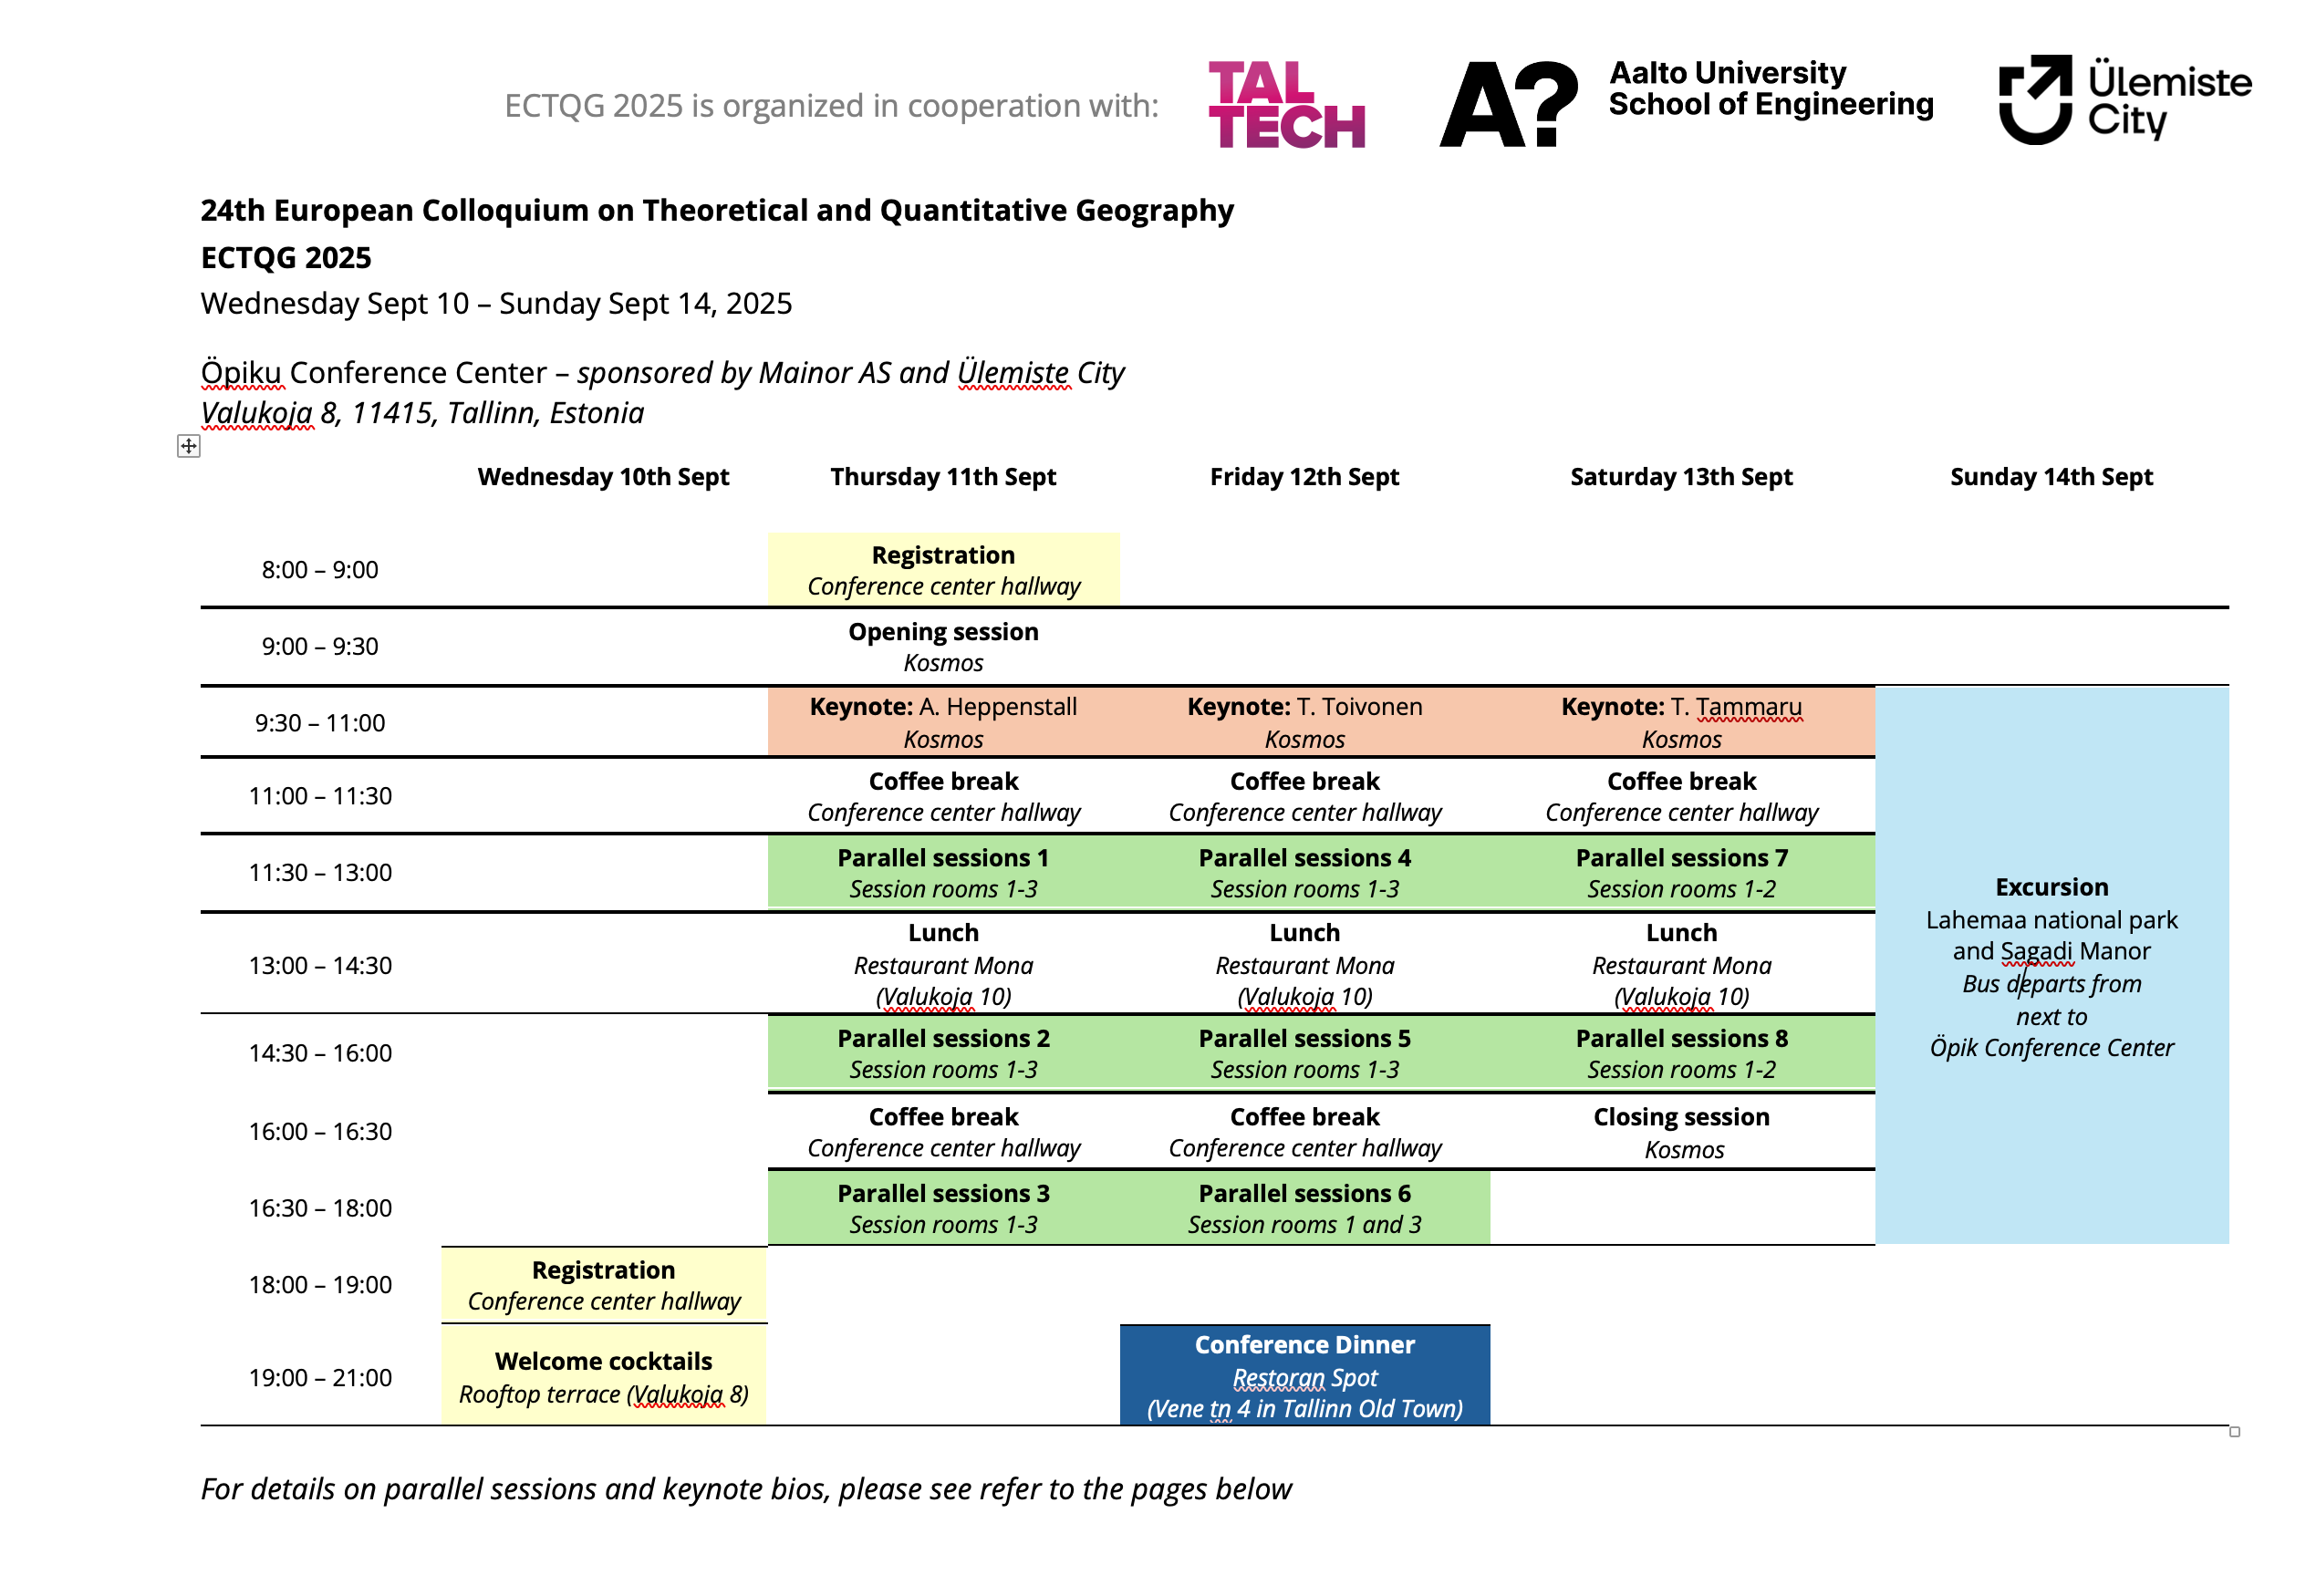 ECTQG 2025 is organized in cooperation with:
TAL
TECH
A?
Aalto University
School of Engineering
Ülemiste
City
24th European Colloquium on Theoretical and Quantitative Geography
ECTQG 2025
Wednesday Sept 10 – Sunday Sept 14, 2025
Öpiku Conference Center – sponsored by Mainor AS and Ülemiste City
Valukoja 8, 11415, Tallinn, Estonia
Wednesday 10th Sept Thursday 11th Sept Friday 12th Sept Saturday 13th Sept Sunday 14th Sept
8:00 – 9:00
Registration
Conference center hallway
9:00 – 9:30
Opening session
Kosmos
9:30 – 11:00
Keynote: A. Heppenstall
Kosmos
Keynote: T. Toivonen
Kosmos
Keynote: T. Tammaru
Kosmos
11:00 – 11:30
Coffee break
Conference center hallway
Coffee break
Conference center hallway
Coffee break
Conference center hallway
11:30 – 13:00
Parallel sessions 1
Session rooms 1-3
Parallel sessions 4
Session rooms 1-3
Parallel sessions 7
Session rooms 1-2
13:00 – 14:30
Lunch
Restaurant Mona
(Valukoja 10)
Lunch
Restaurant Mona
(Valukoja 10)
Lunch
Restaurant Mona
(Valukoja 10)
Excursion
Lahemaa national park
and Sagadi Manor
Bus departs from
next to
Öpik Conference Center
14:30 – 16:00
Parallel sessions 2
Session rooms 1-3
Parallel sessions 5
Session rooms 1-3
Parallel sessions 8
Session rooms 1-2
16:00 – 16:30
Coffee break
Conference center hallway
Coffee break
Conference center hallway
Closing session
Kosmos
16:30 – 18:00
Parallel sessions 3
Session rooms 1-3
Parallel sessions 6
Session rooms 1 and 3
18:00 – 19:00
Registration
Conference center hallway
19:00 – 21:00
Welcome cocktails
Rooftop terrace (Valukoja 8)
Conference Dinner
Restoran Spot
(Vene tn 4 in Tallinn Old Town)
For details on parallel sessions and keynote bios, please see refer to the pages below